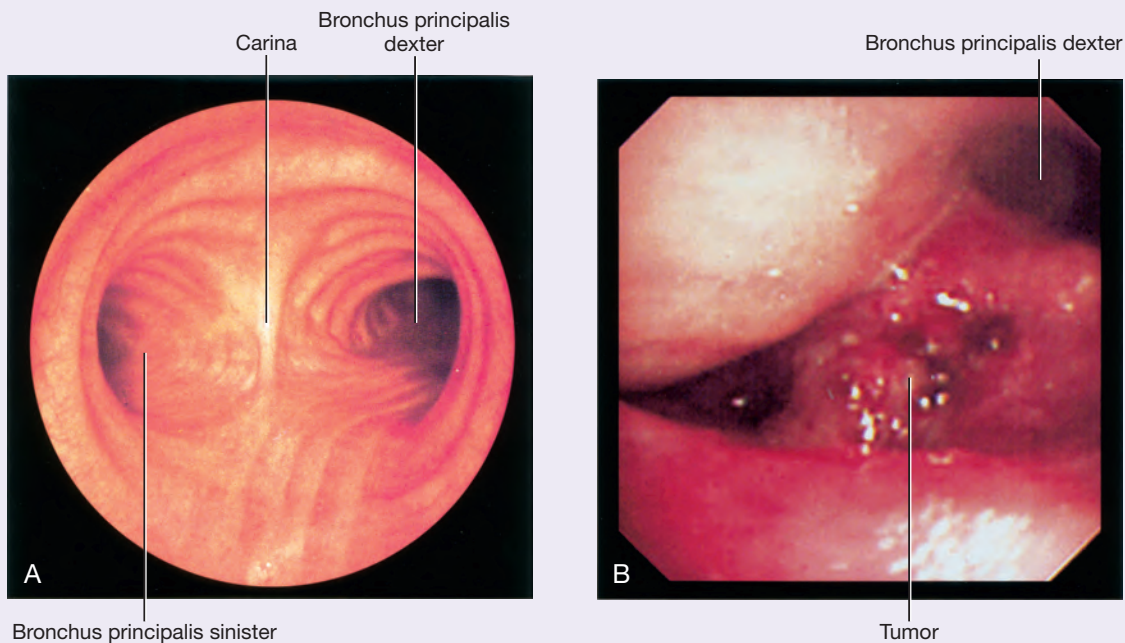 Carina
Bronchus principalis
dexter
Bronchus principalis dexter
A
B
Bronchus principalis sinister
Tumor